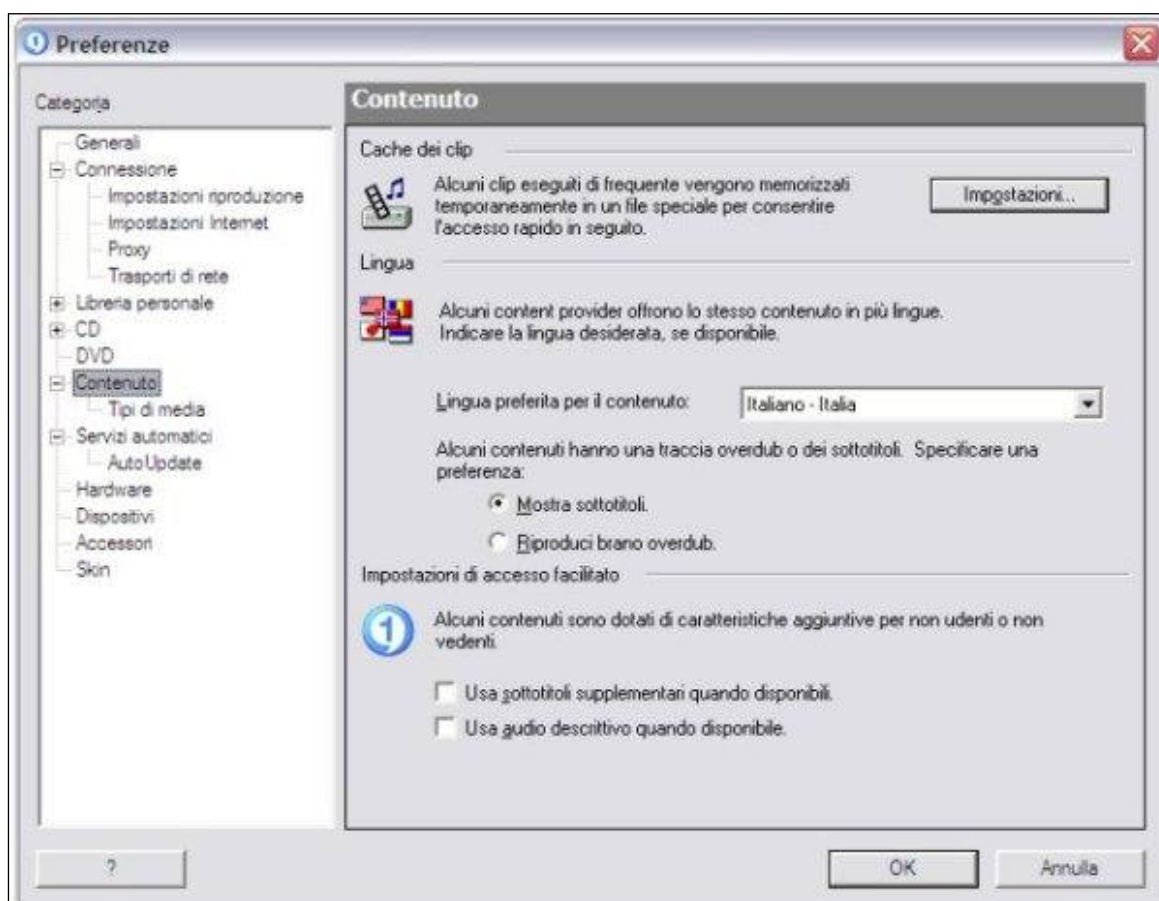 Preferenze
Categoria
Generali
Connessione
Impostazioni riproduzione
Impostazioni Internet
Proxy
Trasporti di rete
Libreria personale
CD
DVD
Contenuto
Tipi di media
Servizi automatici
AutoUpdate
Hardware
Dispositivi
Accessori
Skin
Contenuto
Cache dei clip
Alcuni clip eseguiti di frequente vengono memorizzati
temporaneamente in un file speciale per consentire
l'accesso rapido in seguito.
Impostazioni...
Lingua
Alcuni content provider offrono lo stesso contenuto in più lingue.
Indicare la lingua desiderata, se disponibile.
Lingua preferita per il contenuto:
Italiano - Italia
Alcuni contenuti hanno una traccia overdub o dei sottotitoli. Specificare una
preferenza:
Mostra sottotitoli.
Riproduci brano overdub.
Impostazioni di accesso facilitato
Alcuni contenuti sono dotati di caratteristiche aggiuntive per non udenti o non
vedenti.
Usa sottotitoli supplementari quando disponibili.
Usa audio descrittivo quando disponibile.
?
OK
Annulla